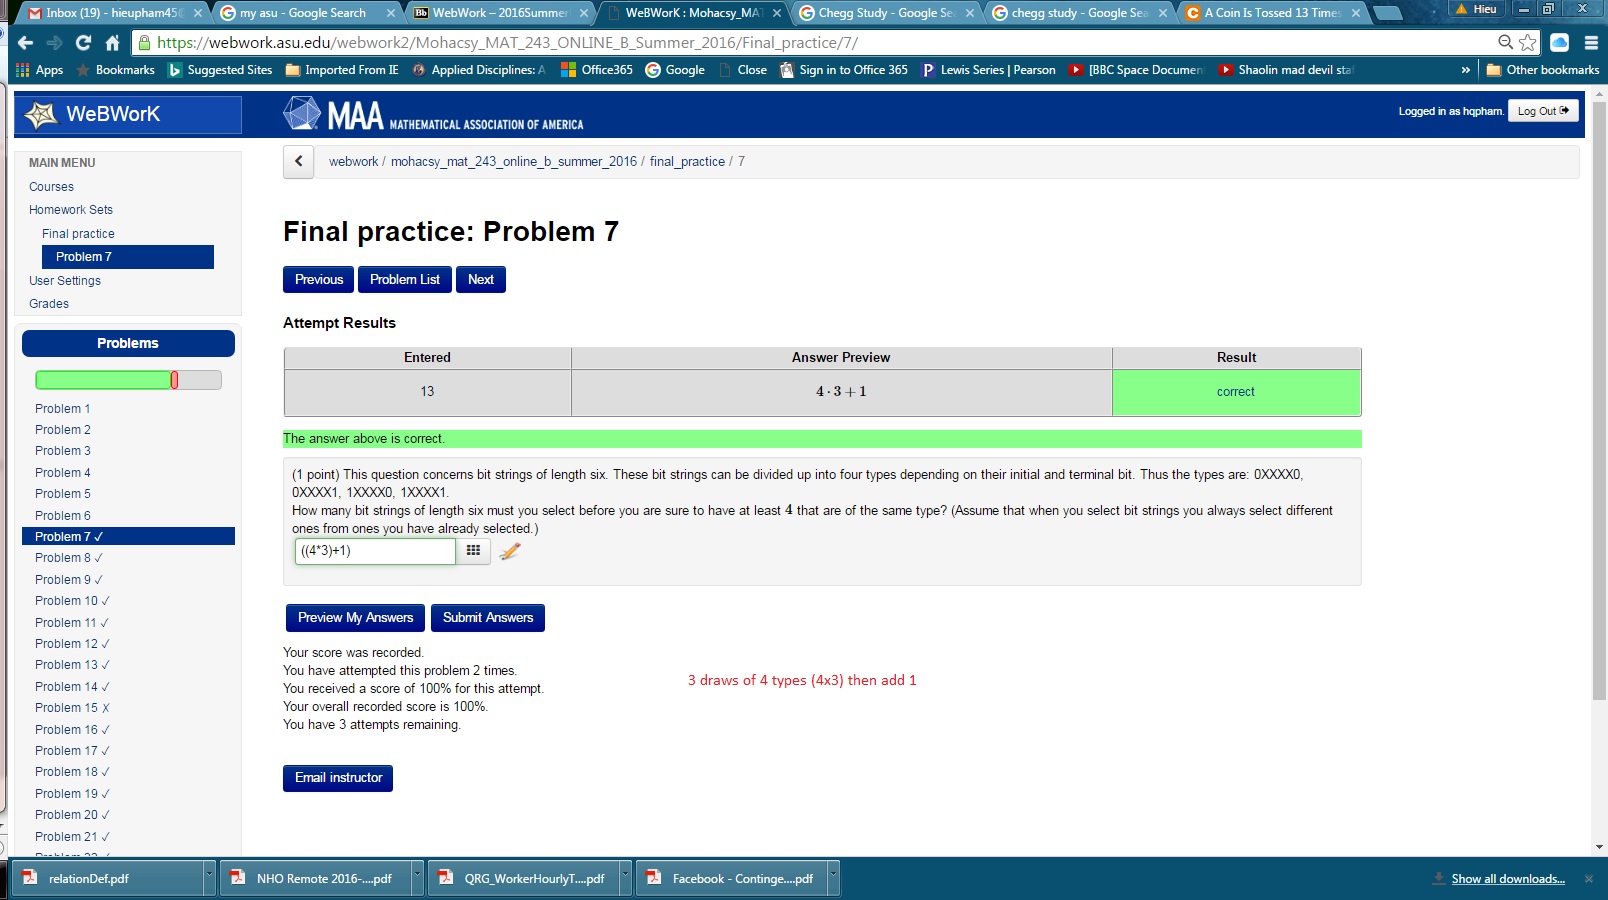 Inbox (19) - hieupham45@
my asu - Google Search
Bb WebWork – 2016Summer
WeBWorK : Mohacsy_MA
Chegg Study - Google Se
chegg study - Google Sea
C A Coin Is Tossed 13 Times
Hieu
https://webwork.asu.edu/webwork2/Mohacsy_MAT_243_ONLINE_B_Summer_2016/Final_practice/7/
Apps
Bookmarks
Suggested Sites
Imported From IE
Applied Disciplines: A
Office365
Google
Close
Sign in to Office 365
Lewis Series | Pearson
[BBC Space Documen
Shaolin mad devil sta
»
Other bookmarks
WeBWorK
MAA MATHEMATICAL ASSOCIATION OF AMERICA
Logged in as hqpham.
Log Out
MAIN MENU
Courses
Homework Sets
Final practice
Problem 7
User Settings
Grades
Problems
Problem 1
Problem 2
Problem 3
Problem 4
Problem 5
Problem 6
Problem 7 ✓
Problem 8 ✓
Problem 9 ✓
Problem 10 ✓
Problem 11 ✓
Problem 12 ✓
Problem 13 ✓
Problem 14 ✓
Problem 15 ✗
Problem 16 ✓
Problem 17 ✓
Problem 18 ✓
Problem 19 ✓
Problem 20 ✓
Problem 21 ✓
webwork / mohacsy_mat_243_online_b_summer_2016 / final_practice / 7
Final practice: Problem 7
Previous
Problem List
Next
Attempt Results
Entered Answer Preview Result
13 4 · 3 + 1 correct
The answer above is correct.
(1 point) This question concerns bit strings of length six. These bit strings can be divided up into four types depending on their initial and terminal bit. Thus the types are: 0XXXX0,
0XXXX1, 1XXXX0, 1XXXX1.
How many bit strings of length six must you select before you are sure to have at least 4 that are of the same type? (Assume that when you select bit strings you always select different
ones from ones you have already selected.)
((4*3)+1)
Preview My Answers
Submit Answers
Your score was recorded.
You have attempted this problem 2 times.
You received a score of 100% for this attempt.
Your overall recorded score is 100%.
You have 3 attempts remaining.
3 draws of 4 types (4x3) then add 1
Email instructor
relationDef.pdf
NHO Remote 2016-....pdf
QRG_WorkerHourlyT....pdf
Facebook - Continge....pdf
Show all downloads...